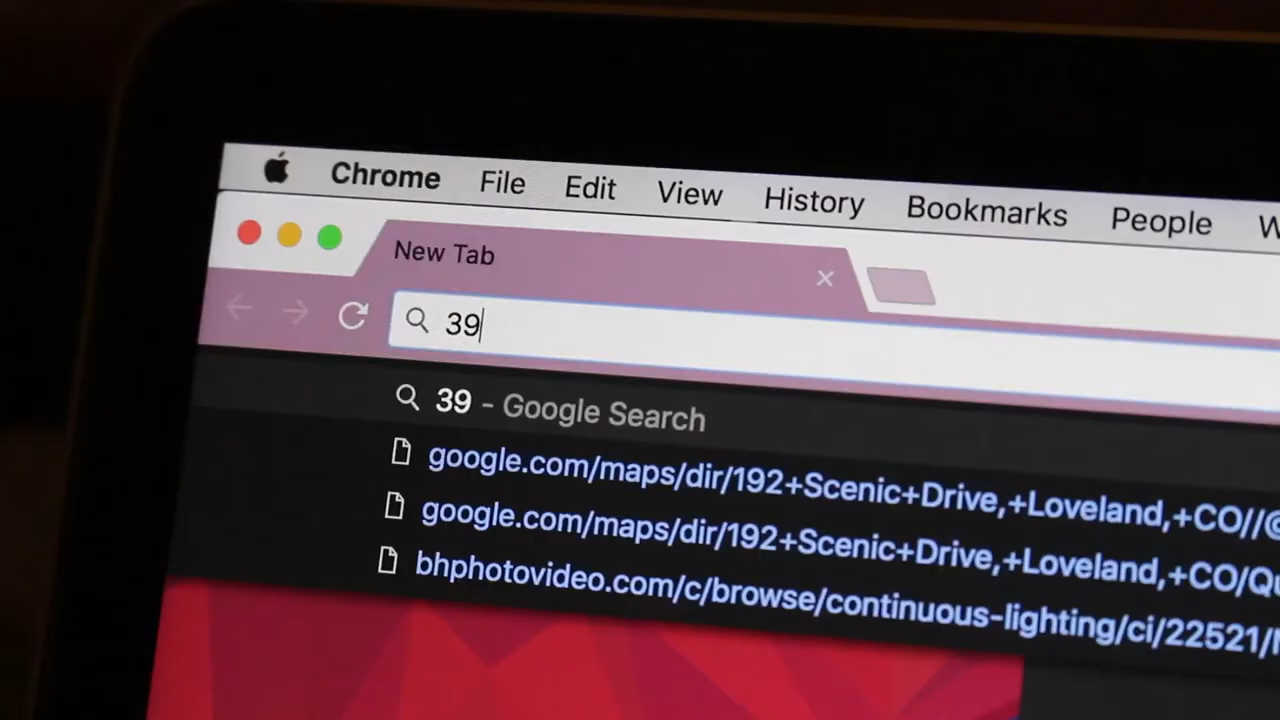 Chrome File Edit View History Bookmarks People
New Tab
39
39 - Google Search
google.com/maps/dir/192+Scenic+Drive,+Loveland,+CO//@
google.com/maps/dir/192+Scenic+Drive,+Loveland,+CO/Qu
bhphotovideo.com/c/browse/continuous-lighting/ci/22521/